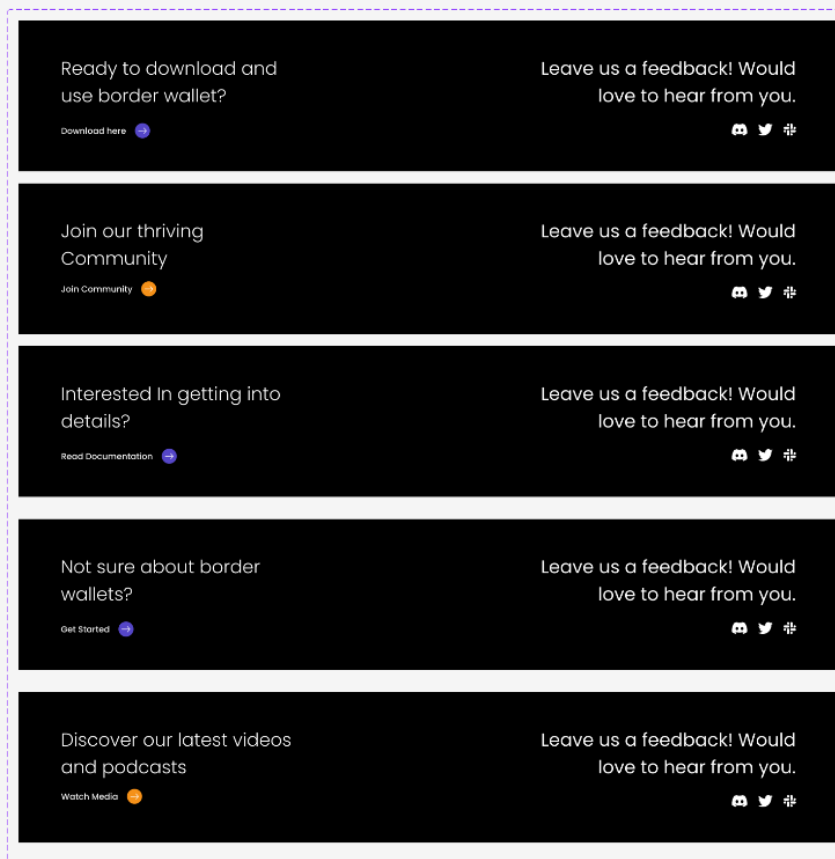 Ready to download and
use border wallet?
Download here
Leave us a feedback! Would
love to hear from you.
Join our thriving
Community
Join Community
Leave us a feedback! Would
love to hear from you.
Interested In getting into
details?
Read Documentation
Leave us a feedback! Would
love to hear from you.
Not sure about border
wallets?
Get Started
Leave us a feedback! Would
love to hear from you.
Discover our latest videos
and podcasts
Watch Media
Leave us a feedback! Would
love to hear from you.